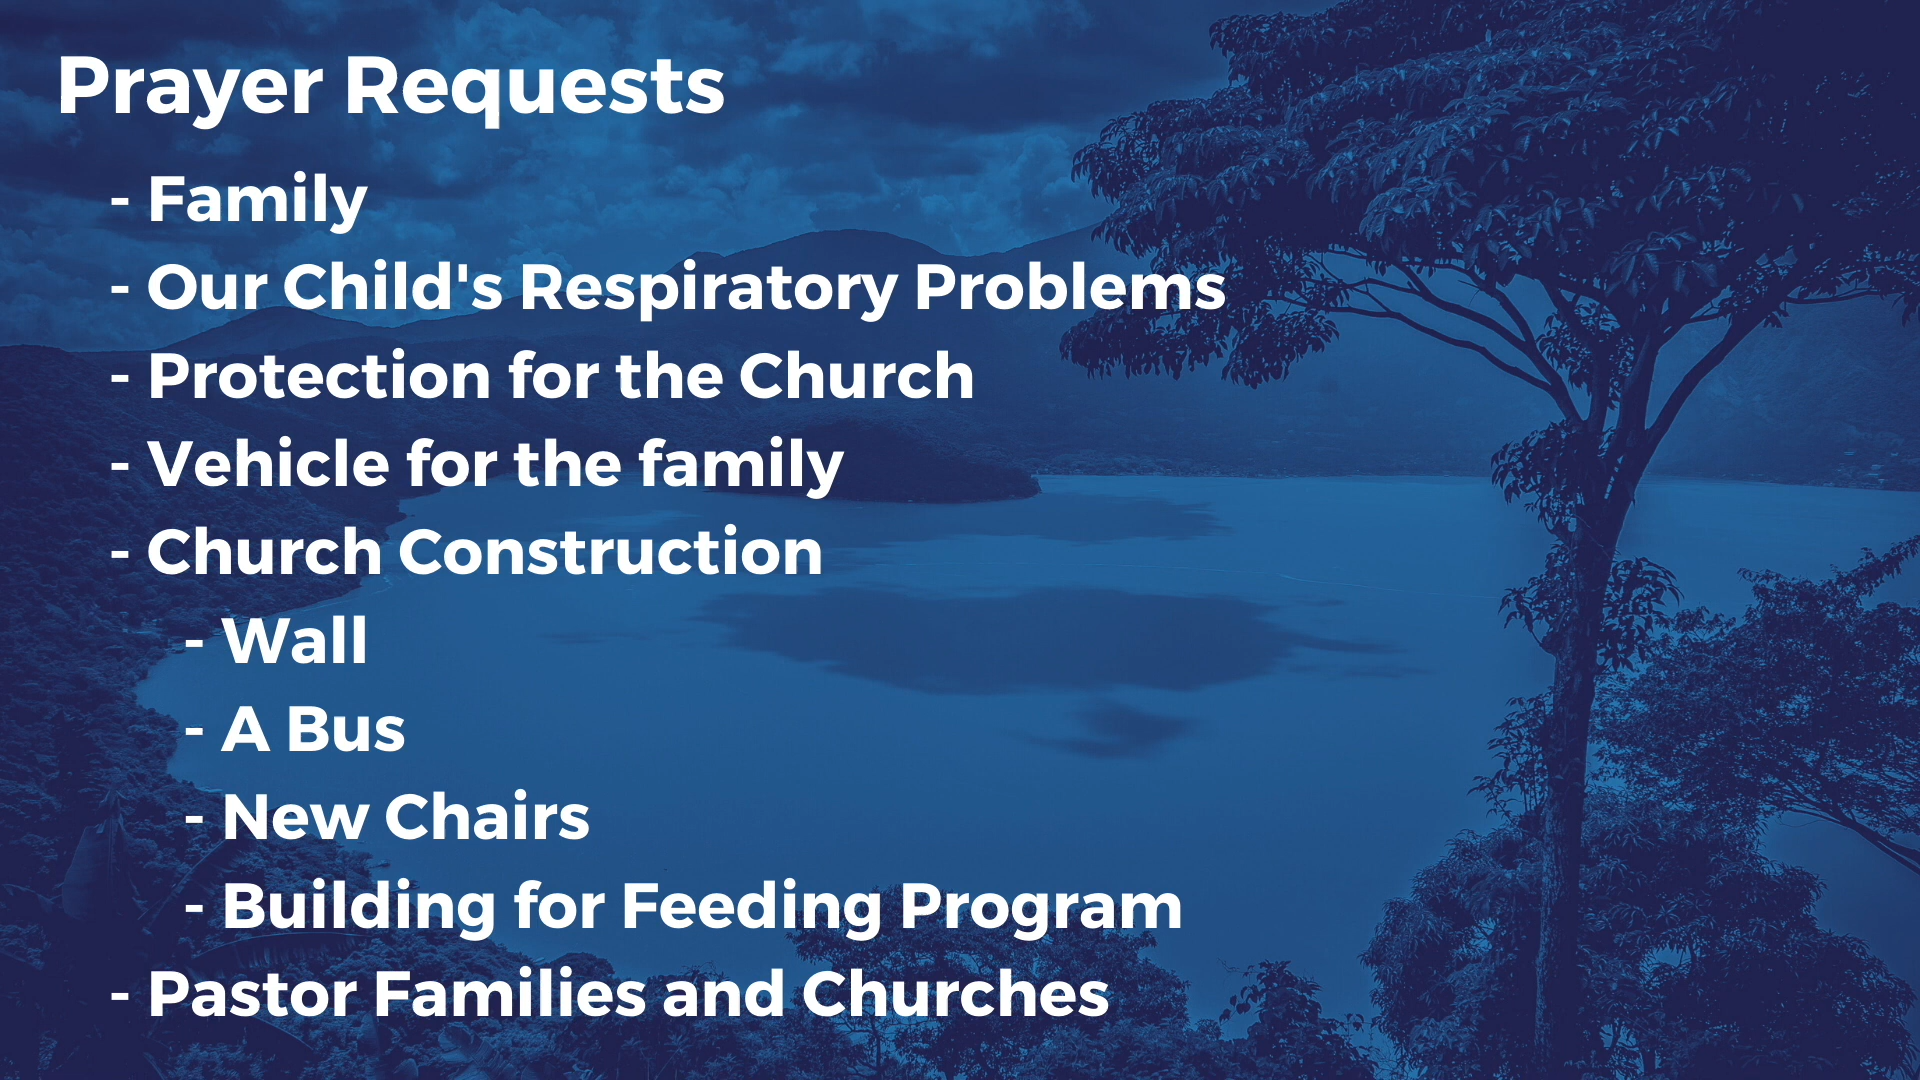 Prayer Requests
- Family
- Our Child's Respiratory Problems
- Protection for the Church
- Vehicle for the family
- Church Construction
- Wall
- A Bus
- New Chairs
- Building for Feeding Program
- Pastor Families and Churches